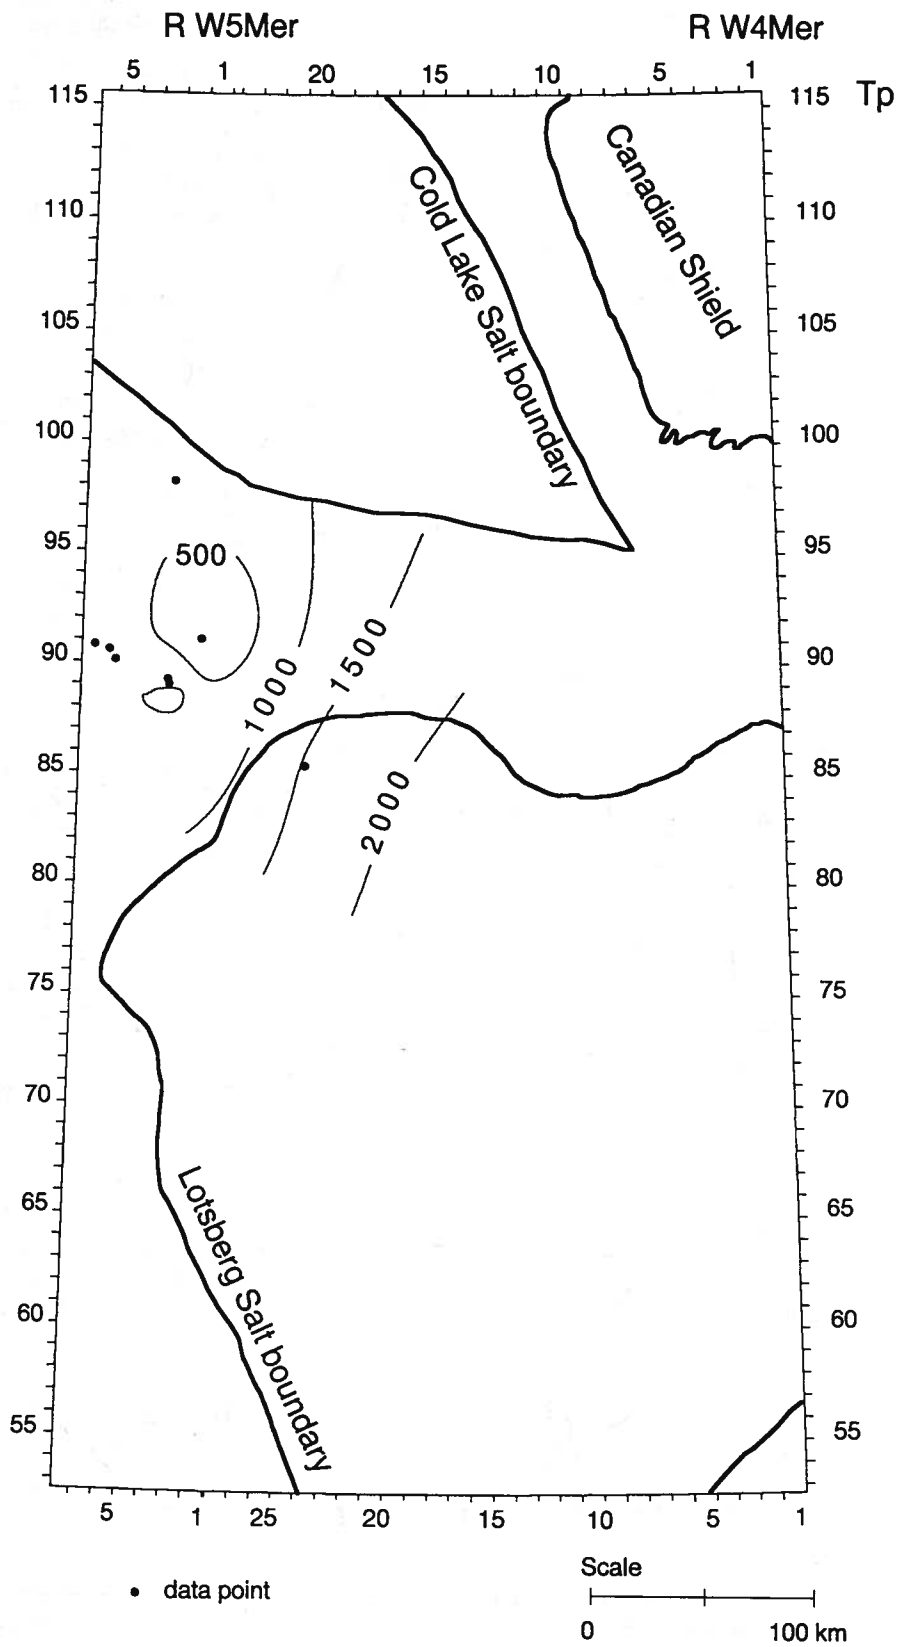 R W5Mer R W4Mer
5 1 20 15 10 5 1
115 115 Tp
Canadian Shield
Cold Lake Salt boundary
110 110
105 105
100 100
95 95
500
90 90
1000
1500
85 85
2000
80 80
75 75
70 70
65 65
Lotsberg Salt boundary
60 60
55 55
5 1 25 20 15 10 5 1
Scale
data point
0 100 km